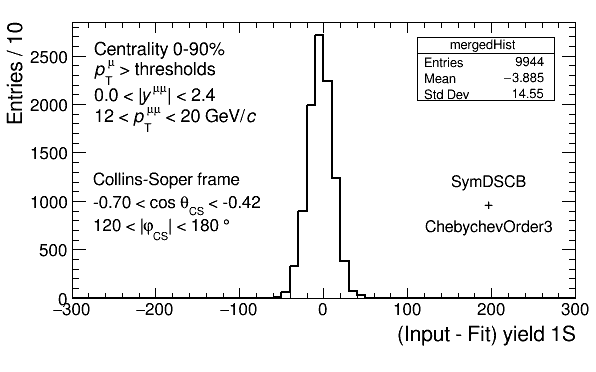 Entries / 10
2500
2000
1500
1000
500
0
Centrality 0-90%
p_T^μ > thresholds
0.0 < |y^μμ| < 2.4
12 < p_T^μμ < 20 GeV/c
Collins-Soper frame
-0.70 < cos θ_CS < -0.42
120 < |φ_CS| < 180 °
mergedHist
Entries 9944
Mean −3.885
Std Dev 14.55
SymDSCB
+
ChebychevOrder3
−300 −200 −100 0 100 200 300
(Input - Fit) yield 1S